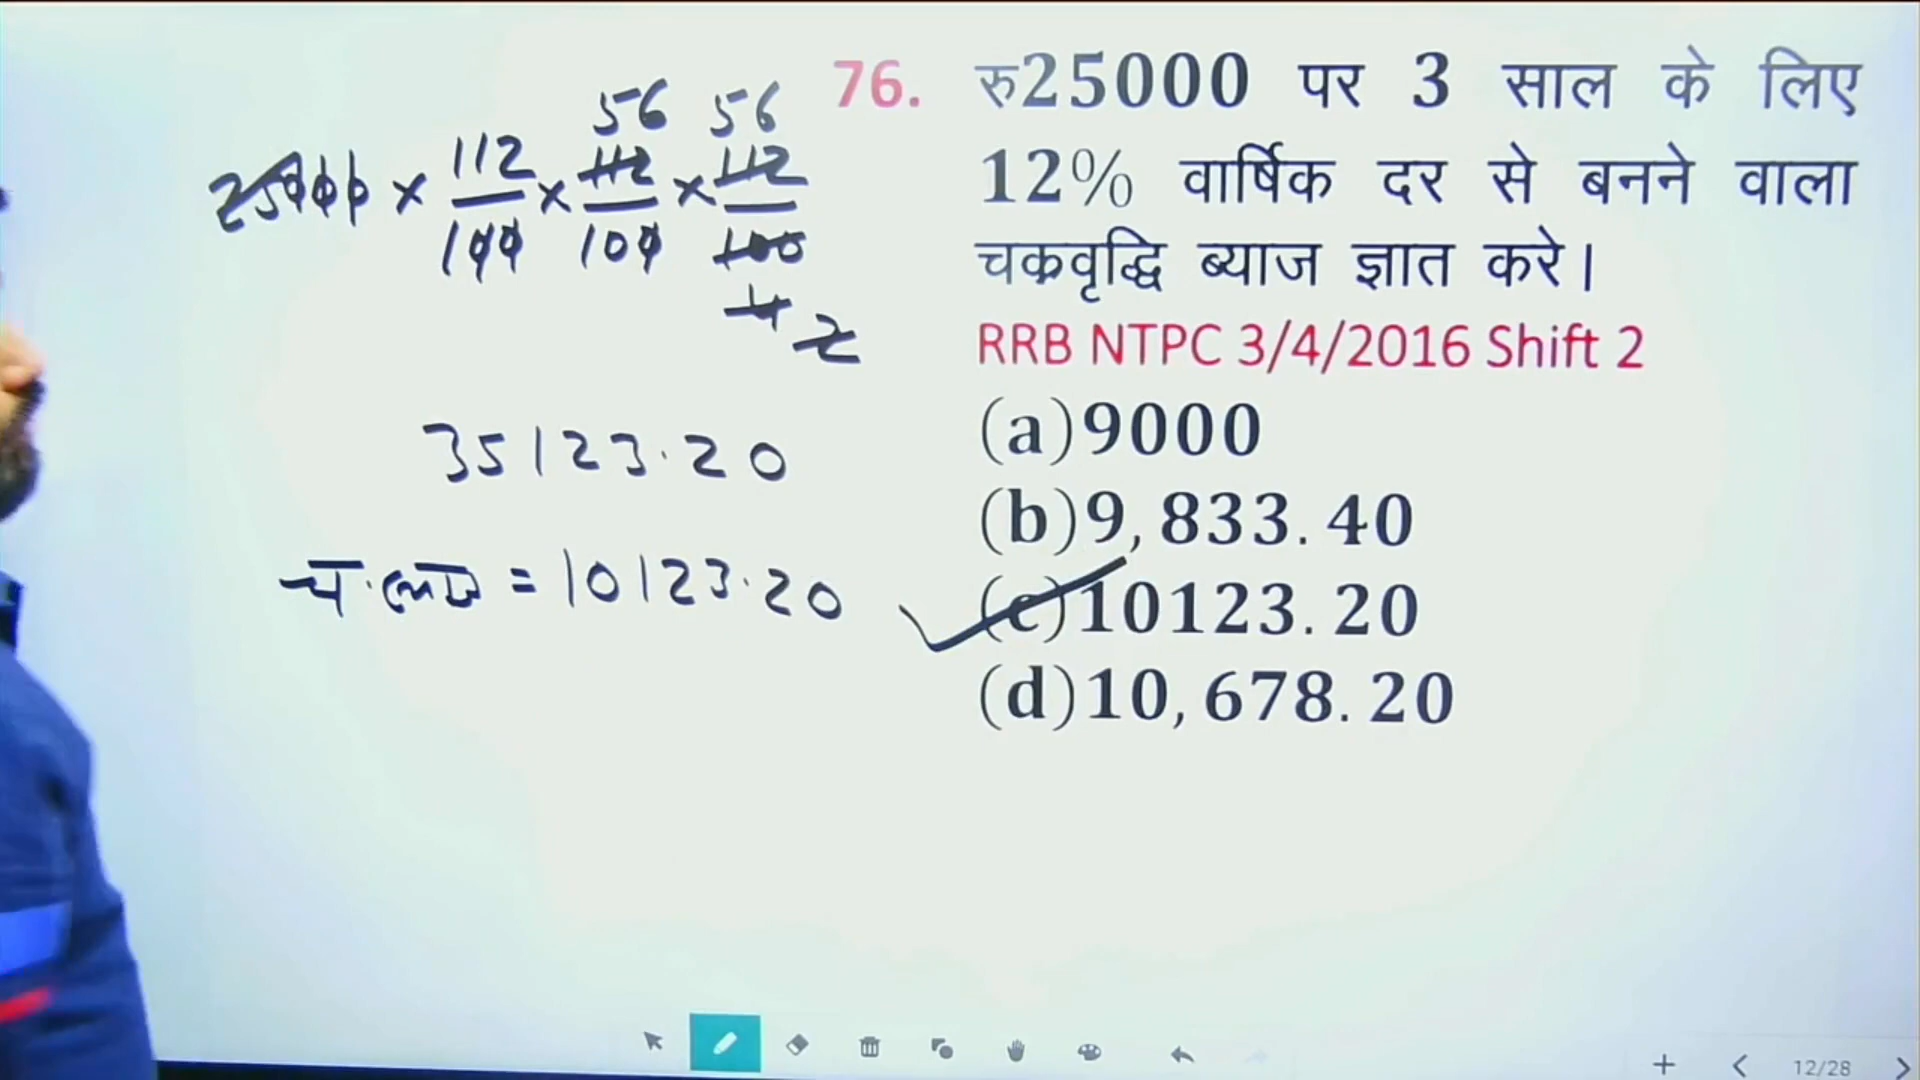 76. रु25000 पर 3 साल के लिए
12% वार्षिक दर से बनने वाला
चक्रवृद्धि ब्याज ज्ञात करे।
RRB NTPC 3/4/2016 Shift 2
(a)9000
(b)9,833.40
(c)10123.20
(d)10,678.20
56 56
25000 × 112 × 112 × 112
100 100 100
4 2
35123.20
= 10123.20
12/28